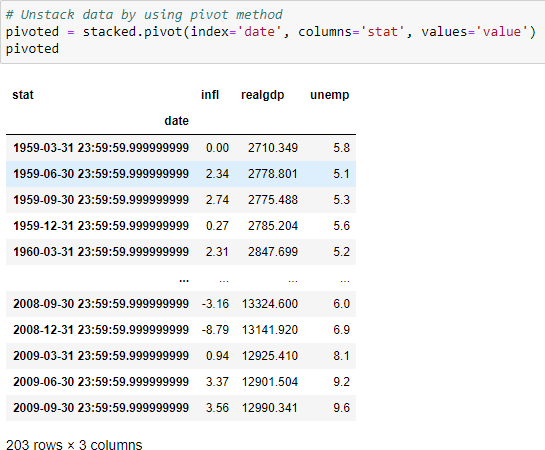 # Unstack data by using pivot method
pivoted = stacked.pivot(index='date', columns='stat', values='value')
pivoted
stat infl realgdp unemp
date
1959-03-31 23:59:59.999999999 0.00 2710.349 5.8
1959-06-30 23:59:59.999999999 2.34 2778.801 5.1
1959-09-30 23:59:59.999999999 2.74 2775.488 5.3
1959-12-31 23:59:59.999999999 0.27 2785.204 5.6
1960-03-31 23:59:59.999999999 2.31 2847.699 5.2
... ... ... ...
2008-09-30 23:59:59.999999999 -3.16 13324.600 6.0
2008-12-31 23:59:59.999999999 -8.79 13141.920 6.9
2009-03-31 23:59:59.999999999 0.94 12925.410 8.1
2009-06-30 23:59:59.999999999 3.37 12901.504 9.2
2009-09-30 23:59:59.999999999 3.56 12990.341 9.6
203 rows × 3 columns